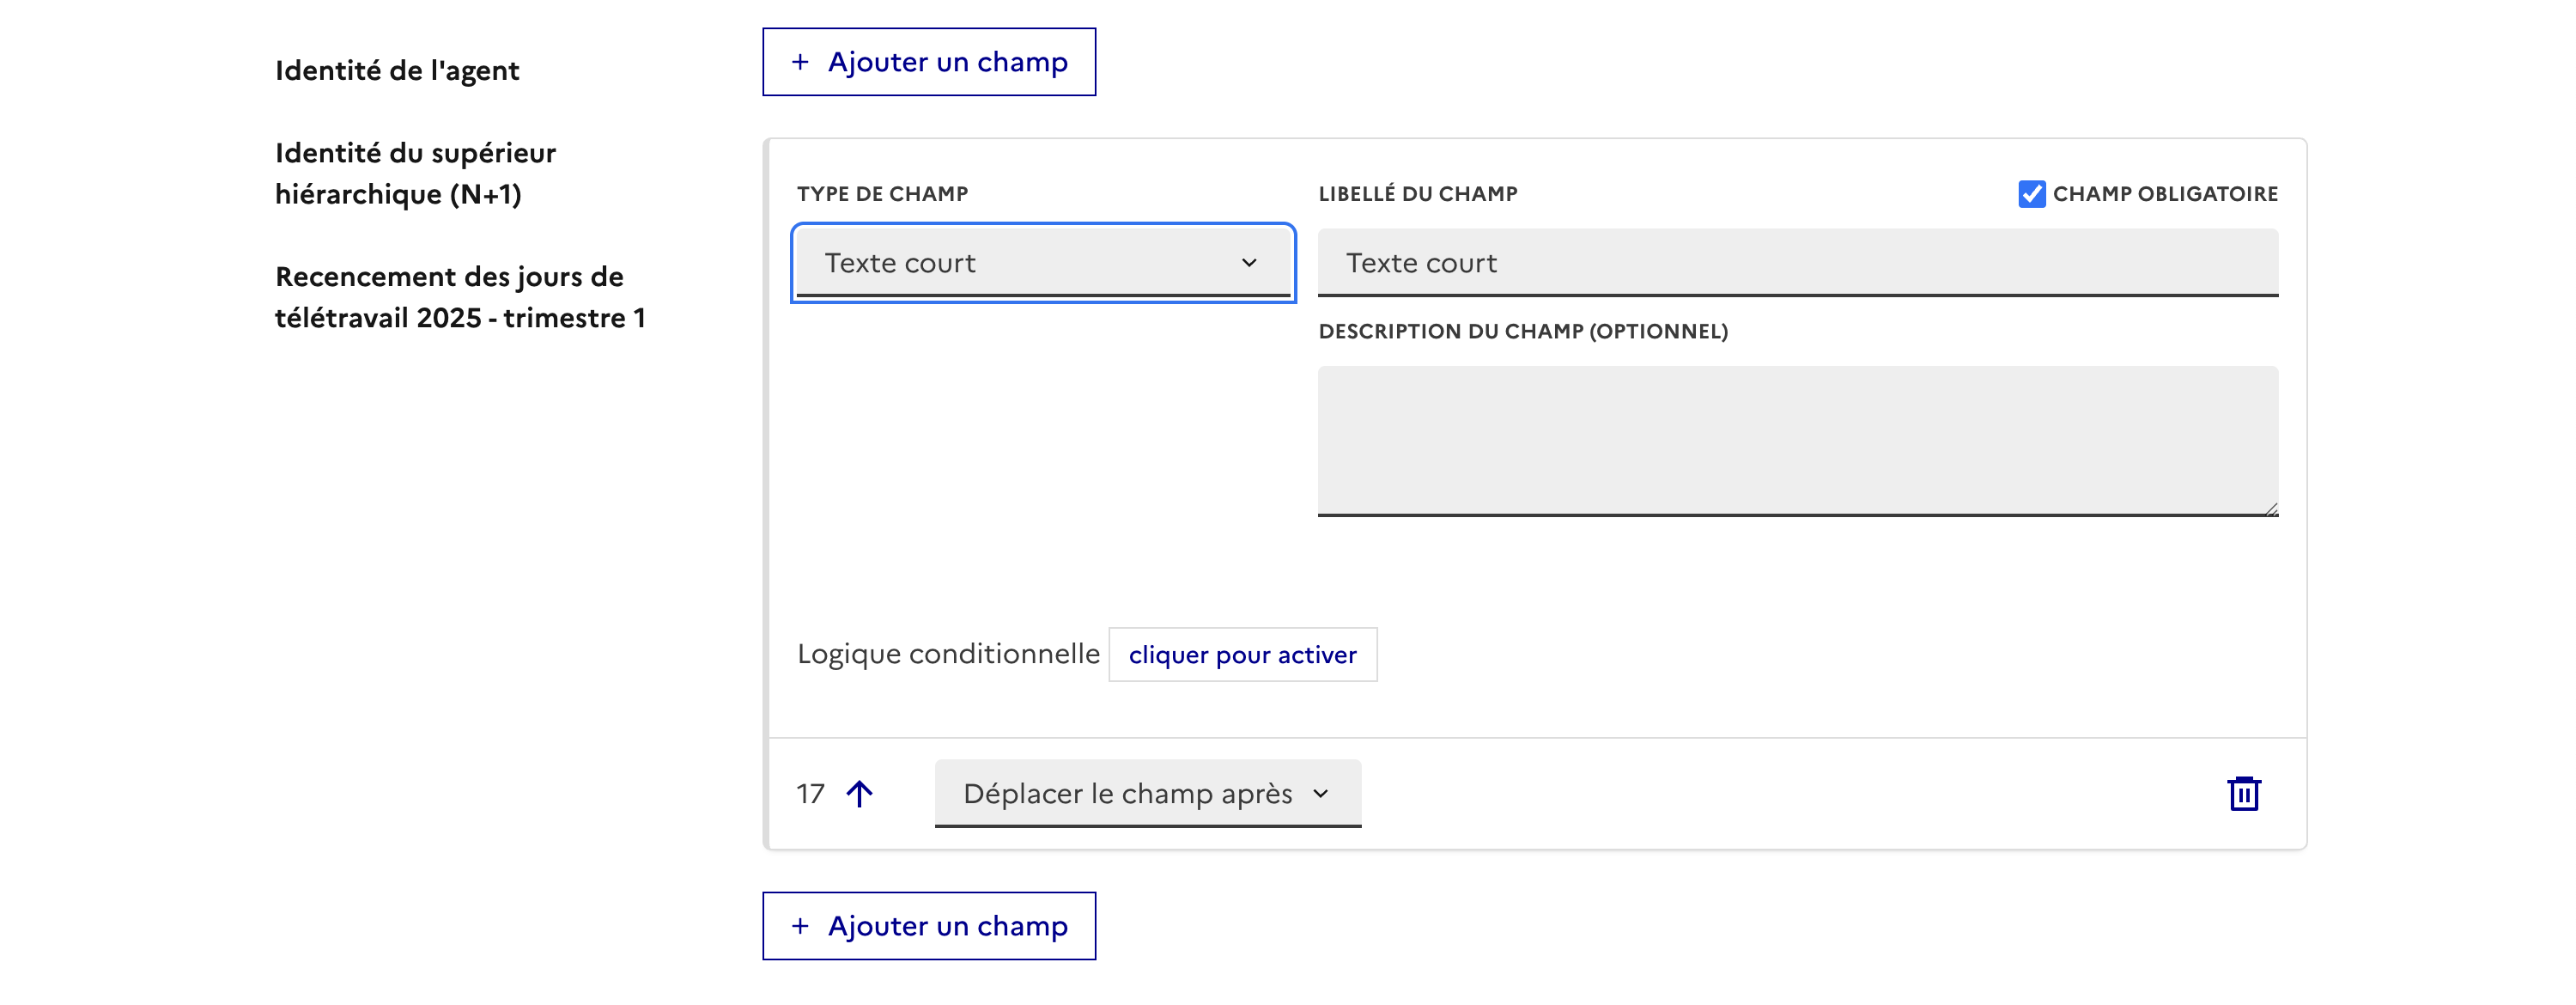 Identité de l'agent
Identité du supérieur
hiérarchique (N+1)
Recencement des jours de
télétravail 2025 - trimestre 1
+ Ajouter un champ
TYPE DE CHAMP
Texte court
LIBELLÉ DU CHAMP
CHAMP OBLIGATOIRE
Texte court
DESCRIPTION DU CHAMP (OPTIONNEL)
Logique conditionnelle cliquer pour activer
17 Déplacer le champ après
+ Ajouter un champ